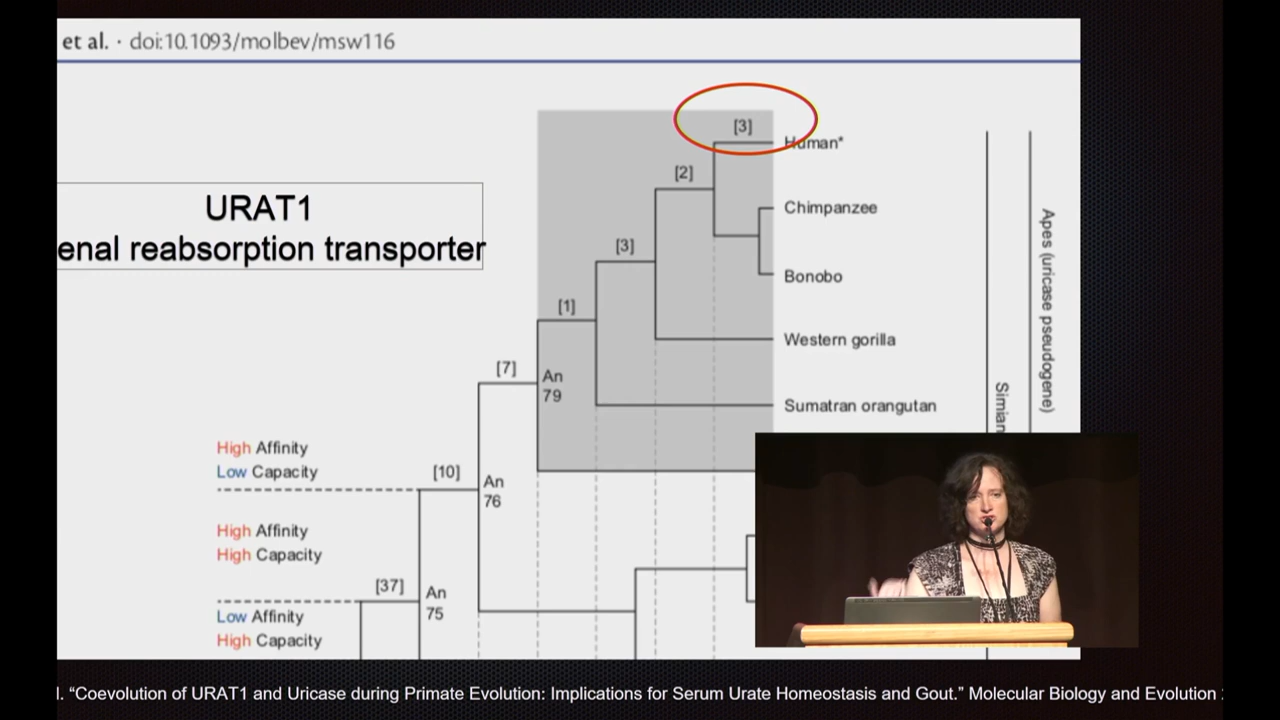 et al. · doi:10.1093/molbev/msw116
[3]
Human*
[2]
URAT1
enal reabsorption transporter
Chimpanzee
[3]
Bonobo
[1]
Western gorilla
[7]
An
79
Sumatran orangutan
Apes (uricase pseudogene)
Simian
High Affinity
Low Capacity
[10]
An
76
High Affinity
High Capacity
[37]
An
75
Low Affinity
High Capacity
l. “Coevolution of URAT1 and Uricase during Primate Evolution: Implications for Serum Urate Homeostasis and Gout.” Molecular Biology and Evolution